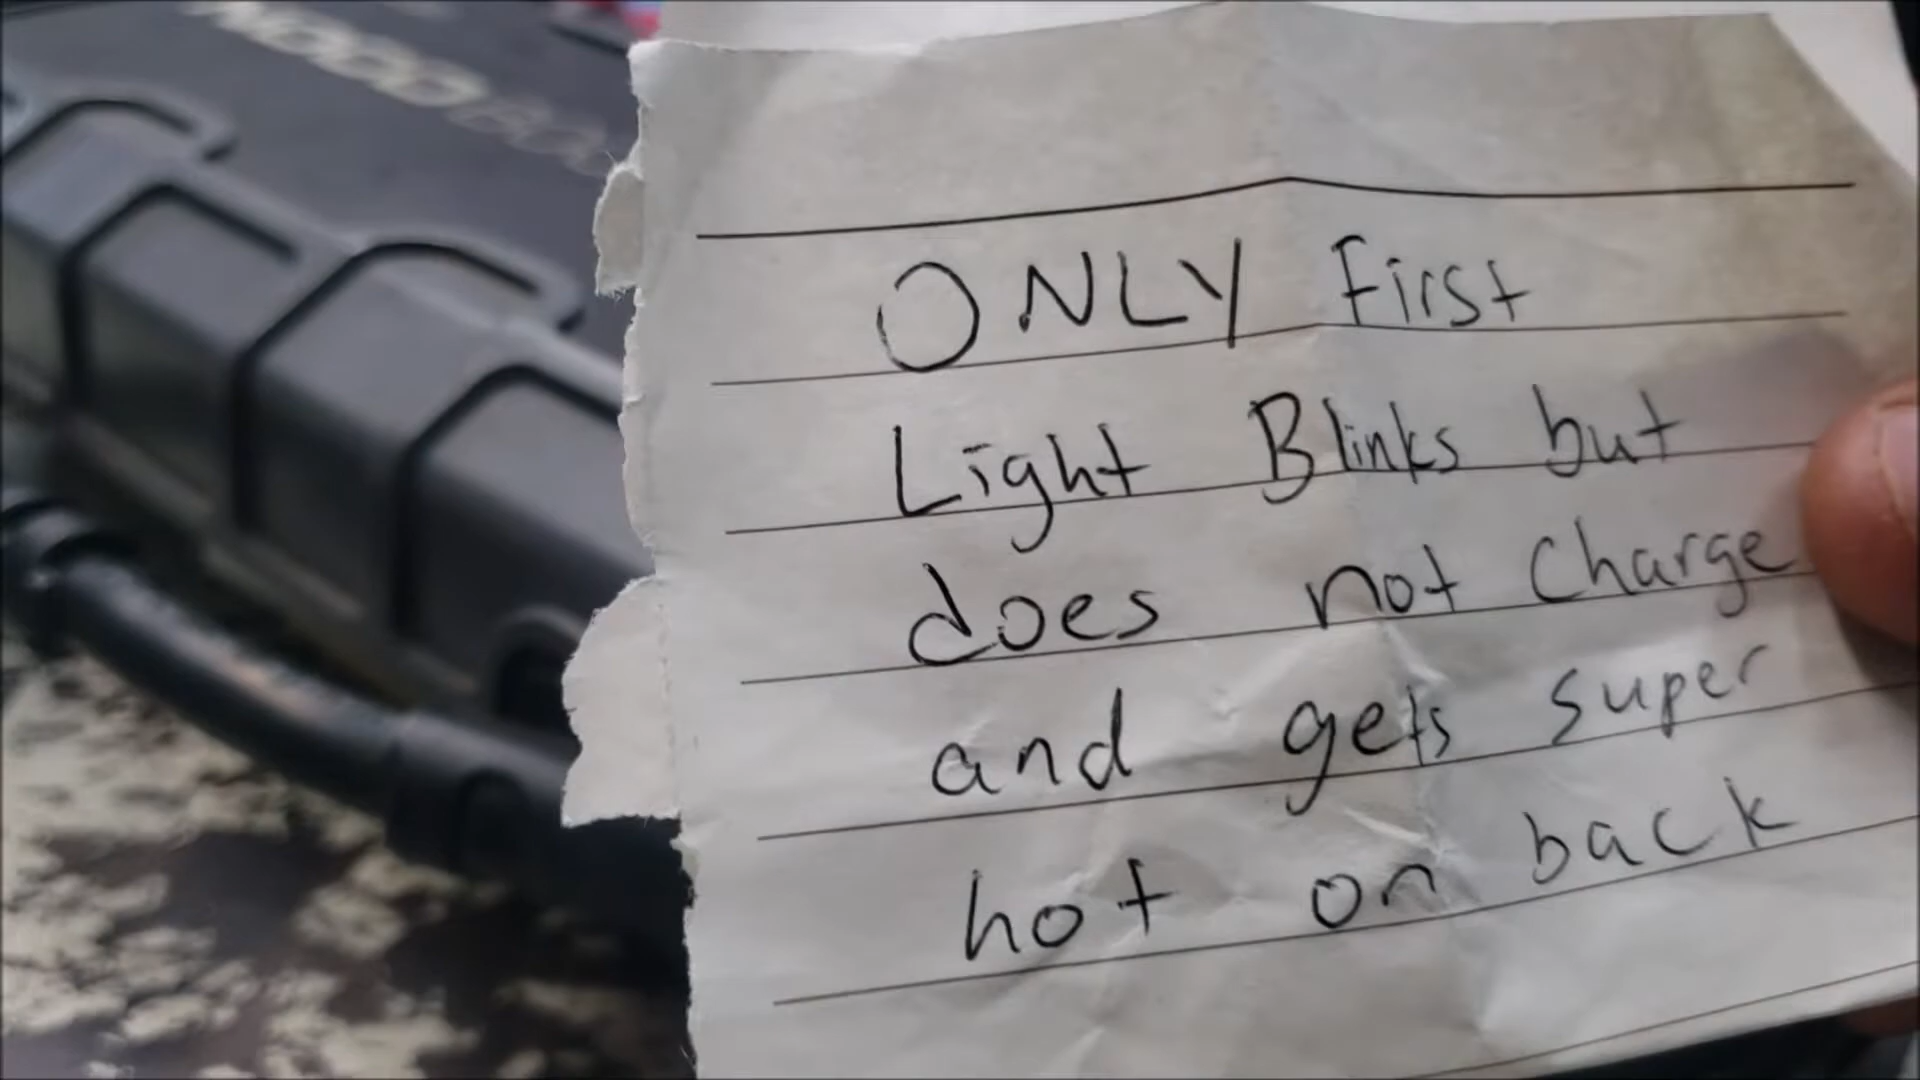 ONLY First
Light Blinks but
does not Charge
and gets super
hot on back